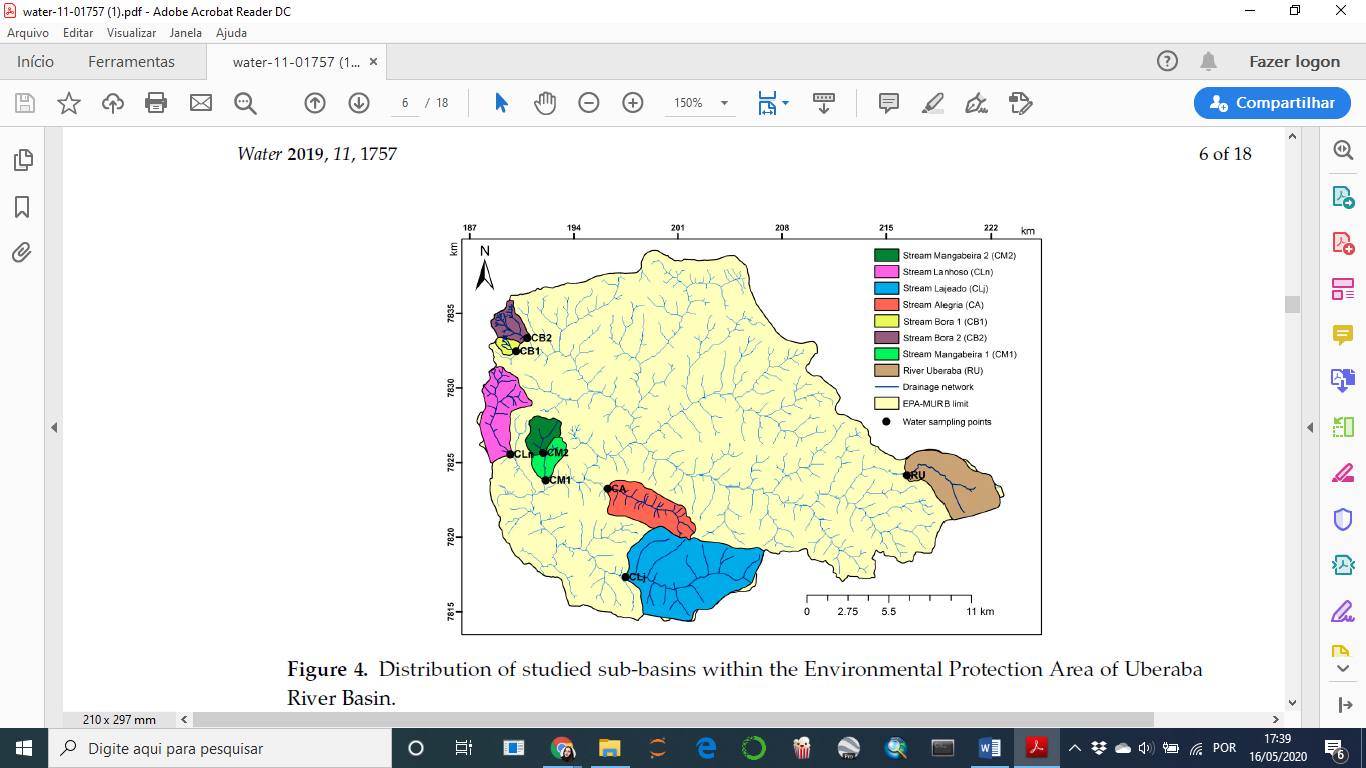 water-11-01757 (1).pdf - Adobe Acrobat Reader DC
Arquivo Editar Visualizar Janela Ajuda
Início Ferramentas water-11-01757 (1... × Fazer logon
6 / 18 150% Compartilhar
Water 2019, 11, 1757 6 of 18
187 194 201 208 215 222 km
km
N
7835
7830
7825
7820
7815
Stream Mangabeira 2 (CM2)
Stream Lanhoso (CLn)
Stream Lajeado (CLj)
Stream Alegria (CA)
Stream Bora 1 (CB1)
Stream Bora 2 (CB2)
Stream Mangabeira 1 (CM1)
River Uberaba (RU)
Drainage network
EPA-MURB limit
Water sampling points
CB2
CB1
CLn
CM2
CM1
CA
RU
CLj
0 2.75 5.5 11 km
Figure 4. Distribution of studied sub-basins within the Environmental Protection Area of Uberaba
River Basin.
210 x 297 mm
Digite aqui para pesquisar
Pro
POR
17:39
16/05/2020
6